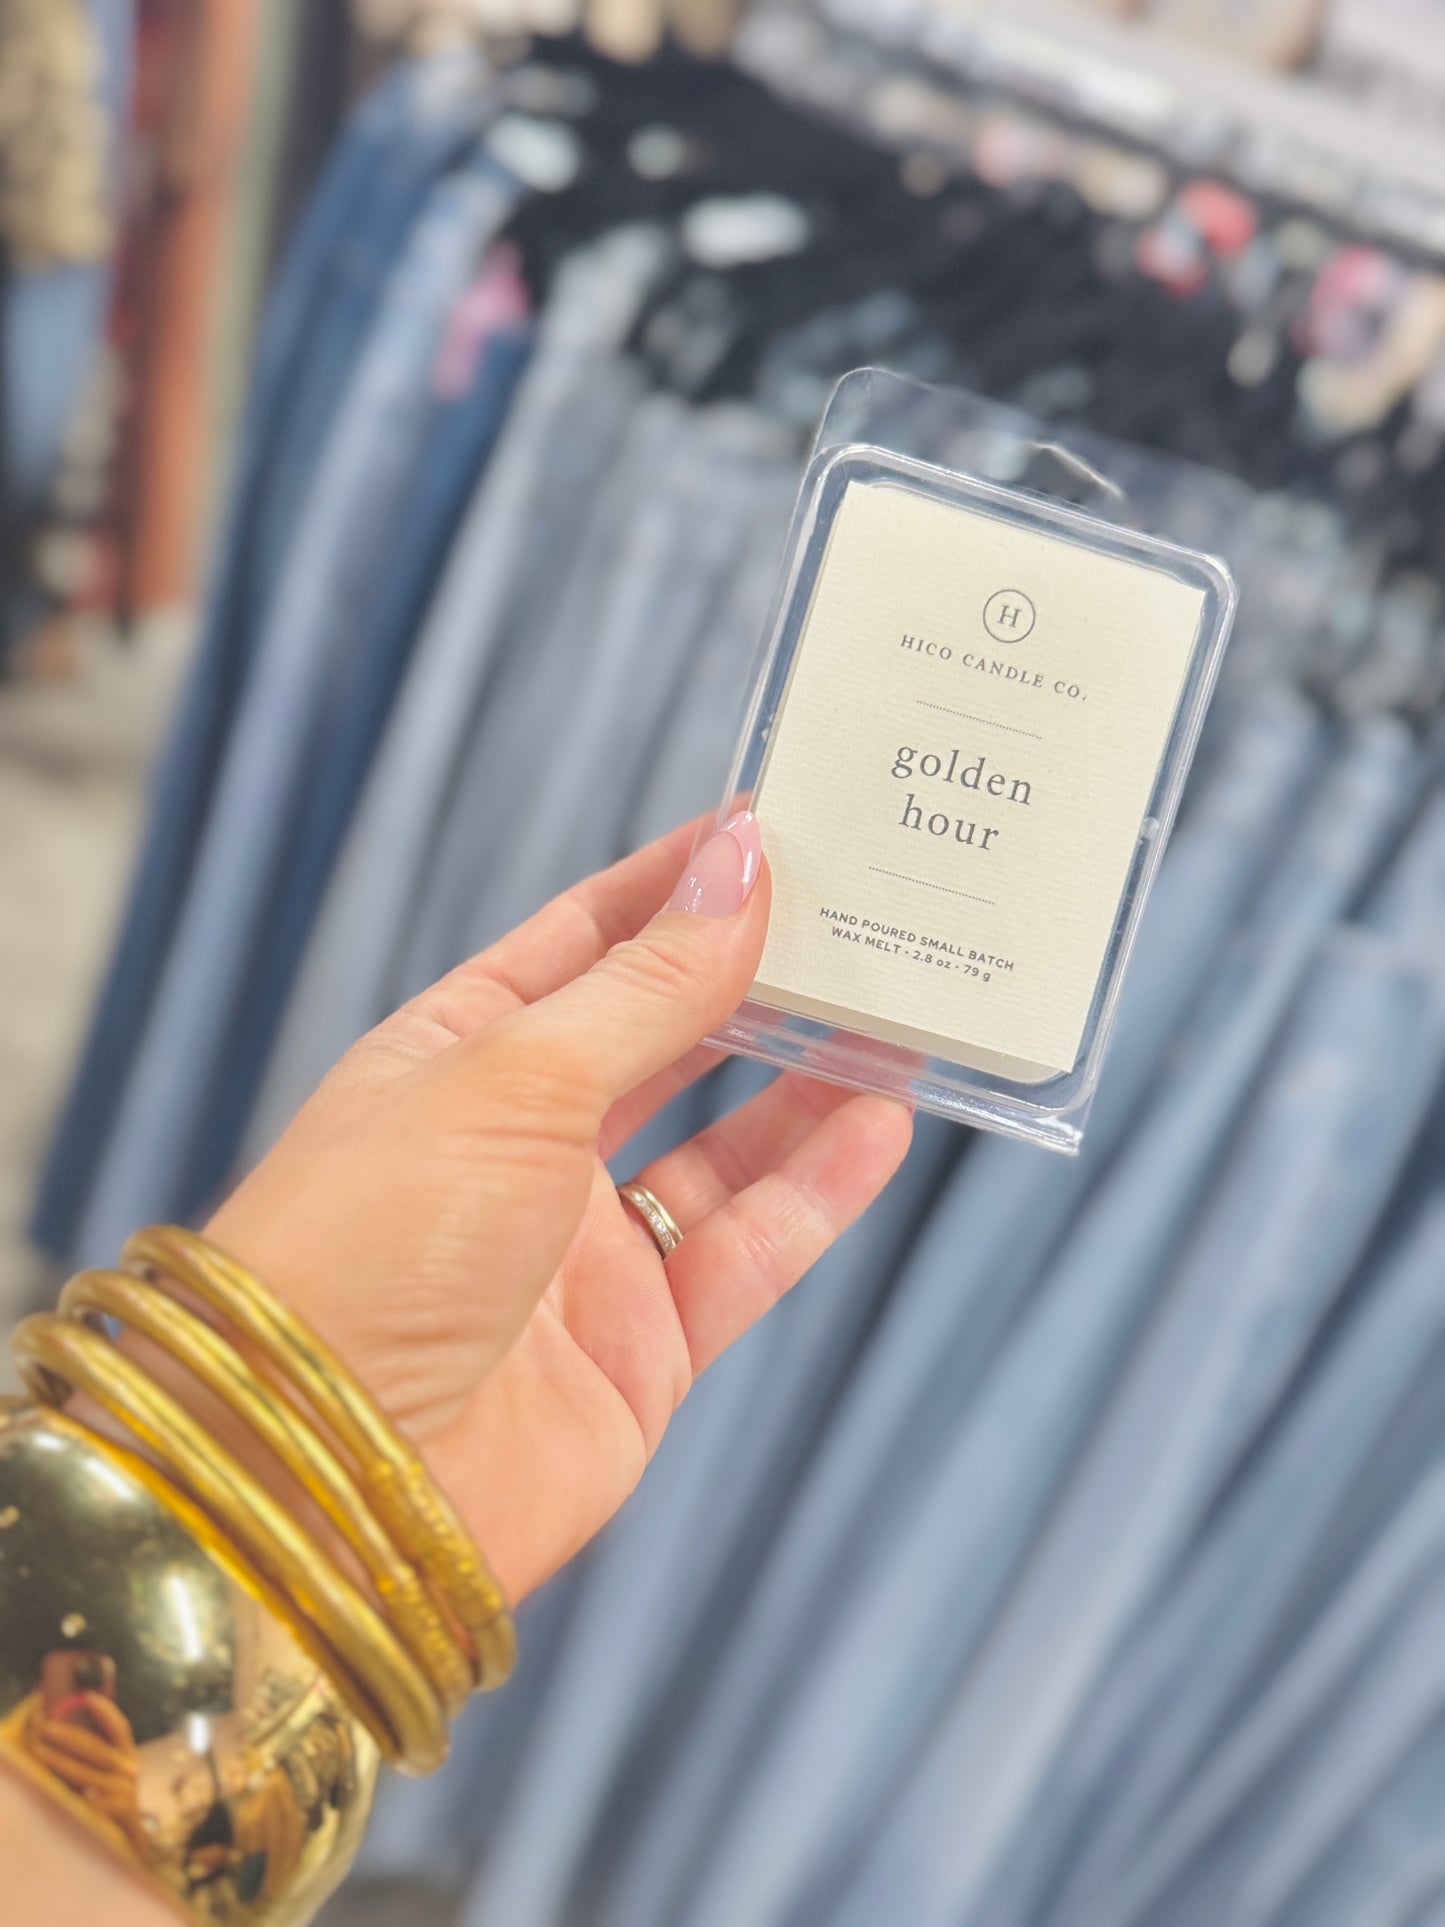 H
HICO CANDLE CO.
golden
hour
HAND POURED SMALL BATCH
WAX MELT • 2.8 oz • 79 g